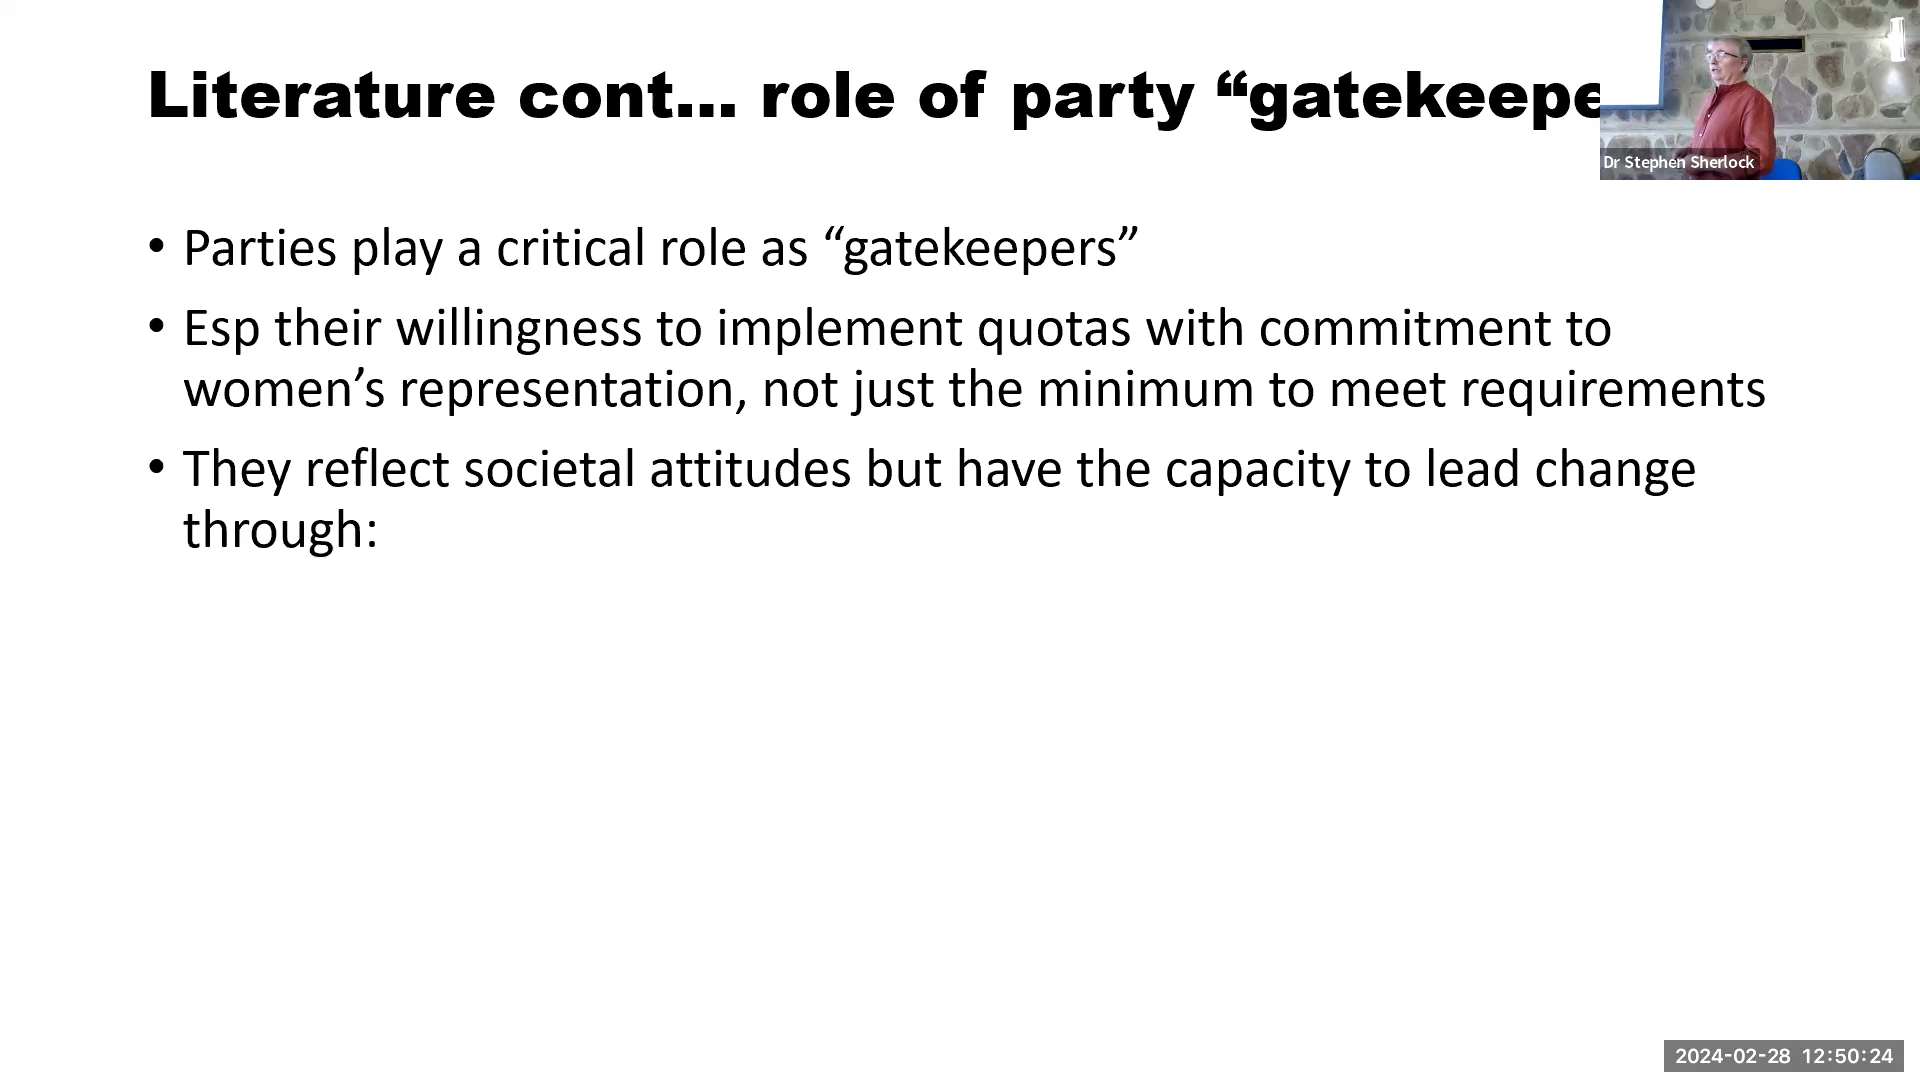 Literature cont... role of party “gatekeepe
Dr Stephen Sherlock
• Parties play a critical role as “gatekeepers”
• Esp their willingness to implement quotas with commitment to
women’s representation, not just the minimum to meet requirements
• They reflect societal attitudes but have the capacity to lead change
through:
2024-02-28 12:50:24